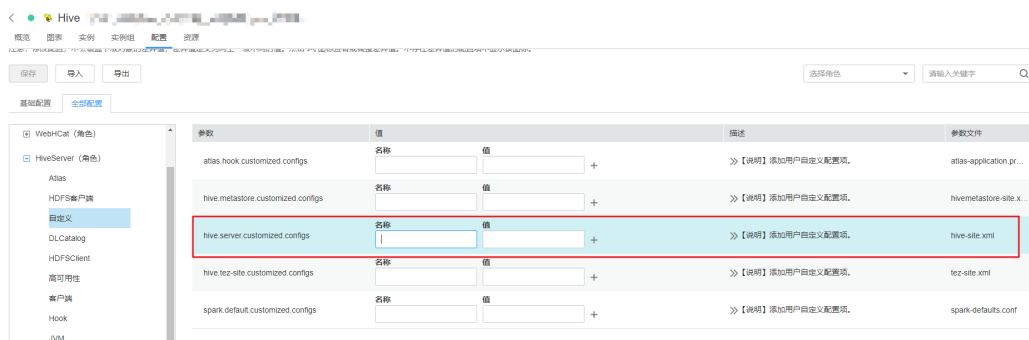 Hive
概览 图表 实例 实例组 配置 资源
保存 导入 导出 选择角色 请输入关键字
基础配置 全部配置
WebHCat（角色）
HiveServer（角色）
Atlas
HDFS客户端
自定义
DLCatalog
HDFSClient
高可用性
客户端
Hook
JVM
参数 值 描述 参数文件
名称 值
atlas.hook.customized.configs + 【说明】添加用户自定义配置项。 atlas-application.pr...
名称 值
hive.metastore.customized.configs + 【说明】添加用户自定义配置项。 hivemetastore-site.x...
名称 值
hive.server.customized.configs + 【说明】添加用户自定义配置项。 hive-site.xml
名称 值
hive.tez-site.customized.configs + 【说明】添加用户自定义配置项。 tez-site.xml
名称 值
spark.default.customized.configs + 【说明】添加用户自定义配置项。 spark-defaults.conf